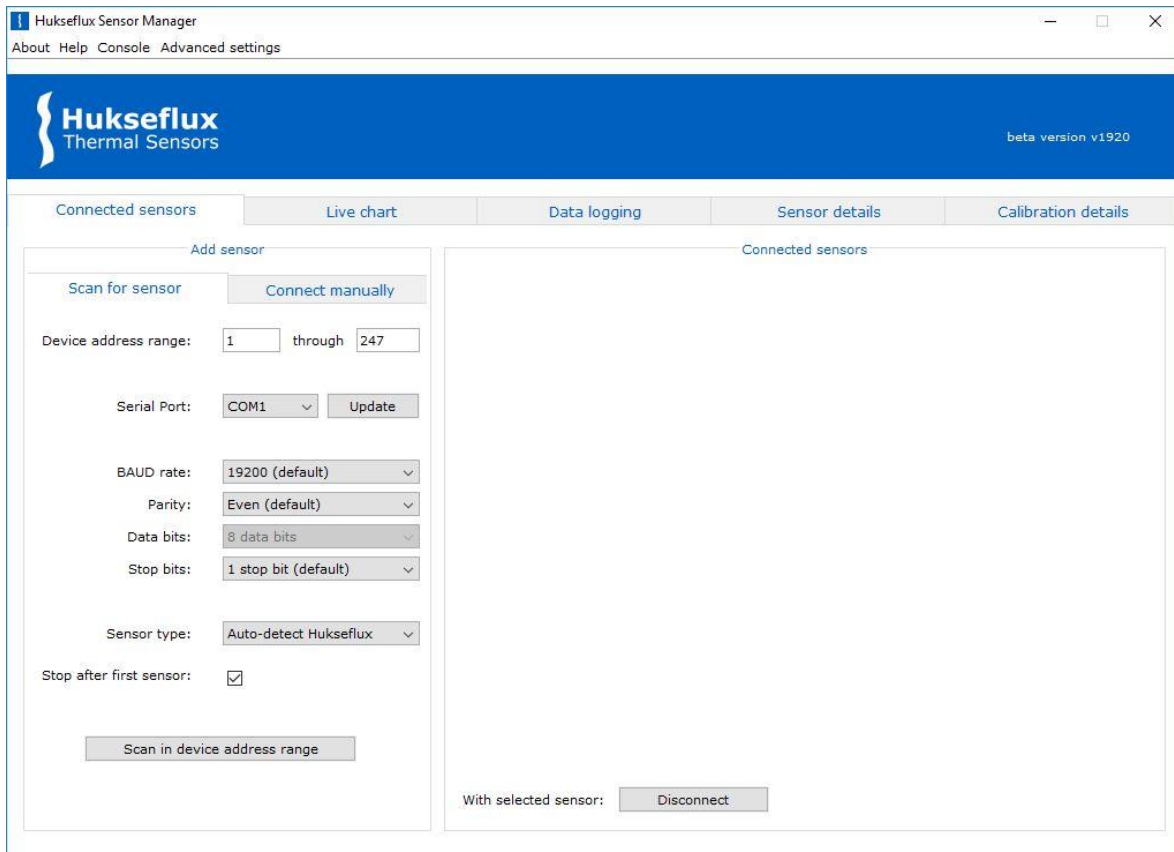 Hukseflux Sensor Manager
About Help Console Advanced settings
Hukseflux
Thermal Sensors
beta version v1920
Connected sensors Live chart Data logging Sensor details Calibration details
Add sensor
Scan for sensor Connect manually
Device address range: 1 through 247
Serial Port: COM1 Update
BAUD rate: 19200 (default)
Parity: Even (default)
Data bits: 8 data bits
Stop bits: 1 stop bit (default)
Sensor type: Auto-detect Hukseflux
Stop after first sensor:
Scan in device address range
Connected sensors
With selected sensor: Disconnect